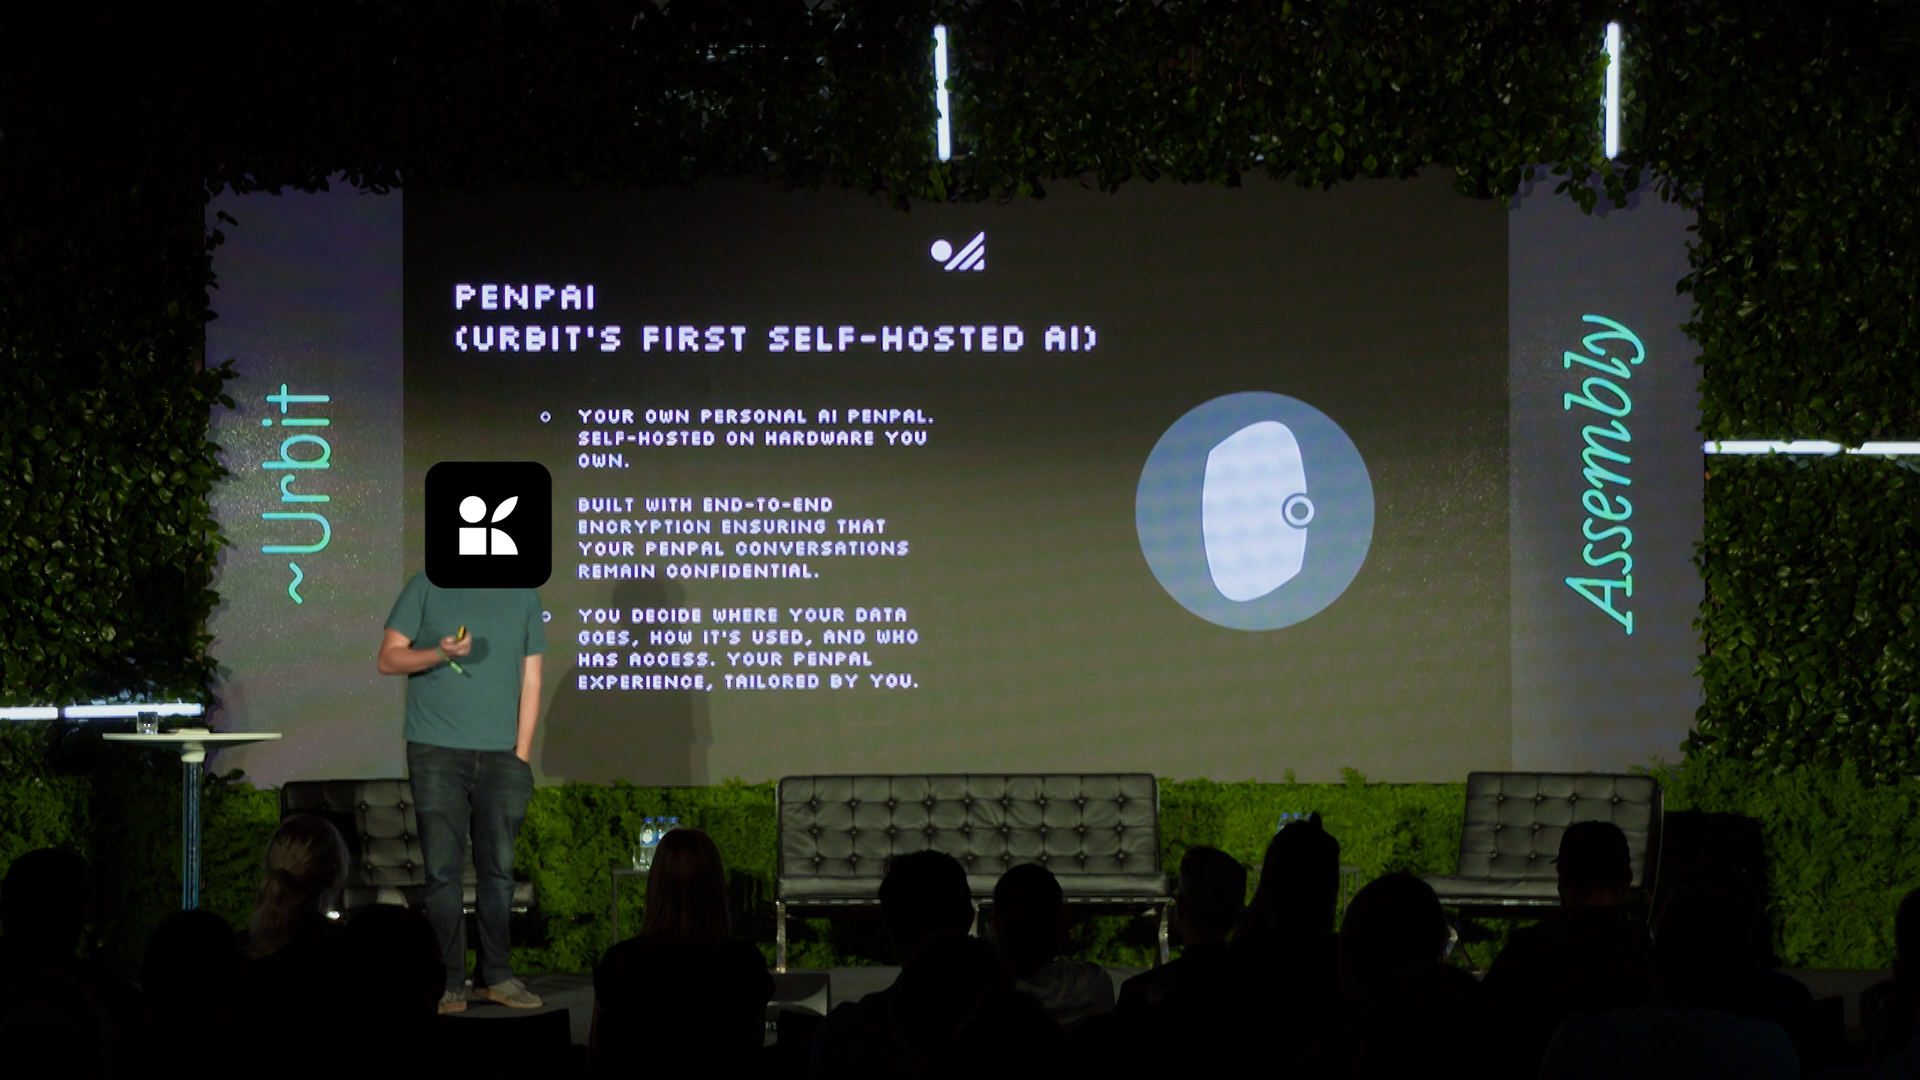 PENPAI
(URBIT'S FIRST SELF-HOSTED AI)
YOUR OWN PERSONAL AI PENPAL.
SELF-HOSTED ON HARDWARE YOU
OWN.
BUILT WITH END-TO-END
ENCRYPTION ENSURING THAT
YOUR PENPAL CONVERSATIONS
REMAIN CONFIDENTIAL.
YOU DECIDE WHERE YOUR DATA
GOES, HOW IT'S USED, AND WHO
HAS ACCESS. YOUR PENPAL
EXPERIENCE, TAILORED BY YOU.
~Urbit
Assembly